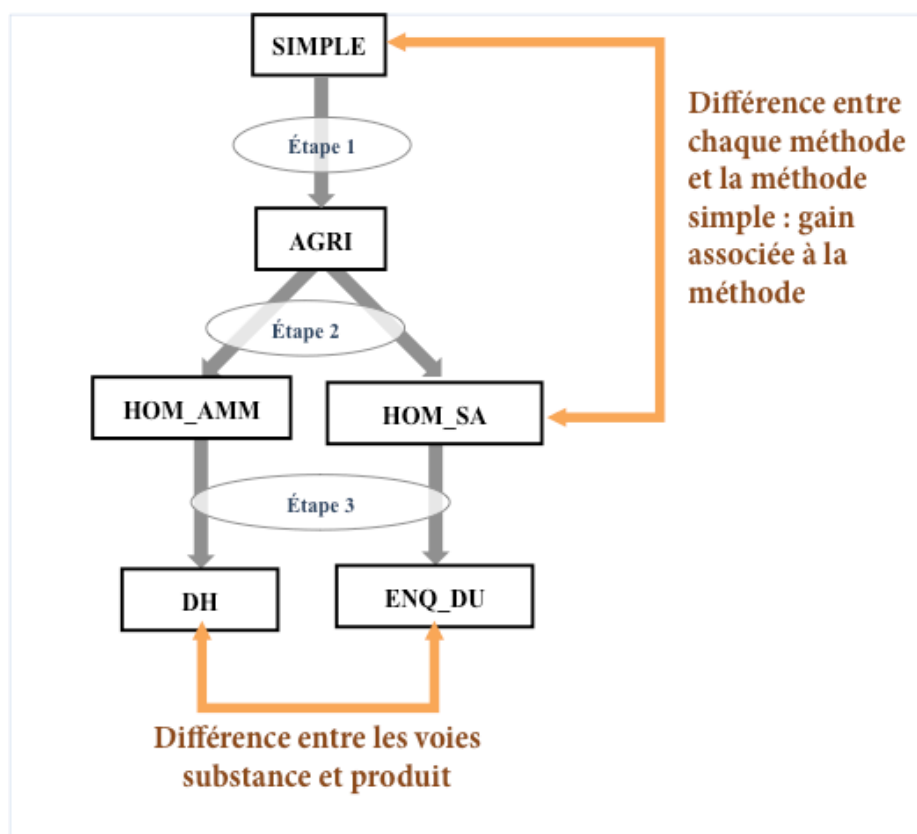 SIMPLE
Différence entre
chaque méthode
et la méthode
simple : gain
associée à la
méthode
Étape 1
AGRI
Étape 2
HOM_AMM
HOM_SA
Étape 3
DH
ENQ_DU
Différence entre les voies
substance et produit